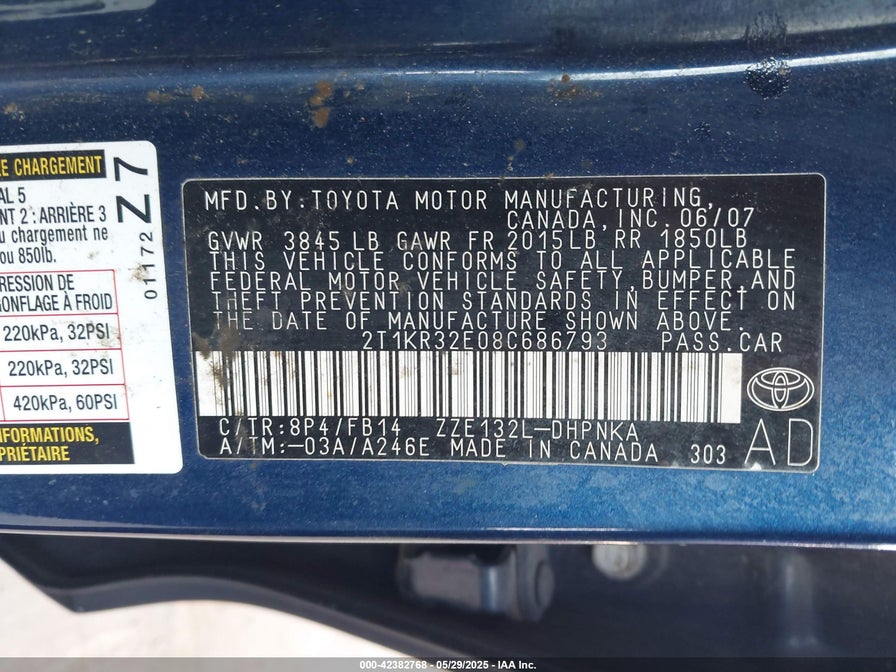 E CHARGEMENT
AL 5
NT 2 : ARRIÈRE 3
u chargement ne
ou 850lb.
RESSION DE
ONFLAGE À FROID
220kPa, 32PSI
220kPa, 32PSI
420kPa, 60PSI
INFORMATIONS,
PRIÉTAIRE
01172 Z 7
MFD.BY:TOYOTA MOTOR MANUFACTURING,
CANADA,INC.06/07
GVWR 3845 LB GAWR FR 2015LB RR 1850LB
THIS VEHICLE CONFORMS TO ALL APPLICABLE
FEDERAL MOTOR VEHICLE SAFETY,BUMPER,AND
THEFT PREVENTION STANDARDS IN EFFECT ON
THE DATE OF MANUFACTURE SHOWN ABOVE.
2T1KR32E08C686793 PASS.CAR
C/TR:8P4/FB14 ZZE132L-DHPNKA
A/TM:-03A/A246E MADE IN CANADA 303
AD
000-42382768 - 05/29/2025 - IAA Inc.